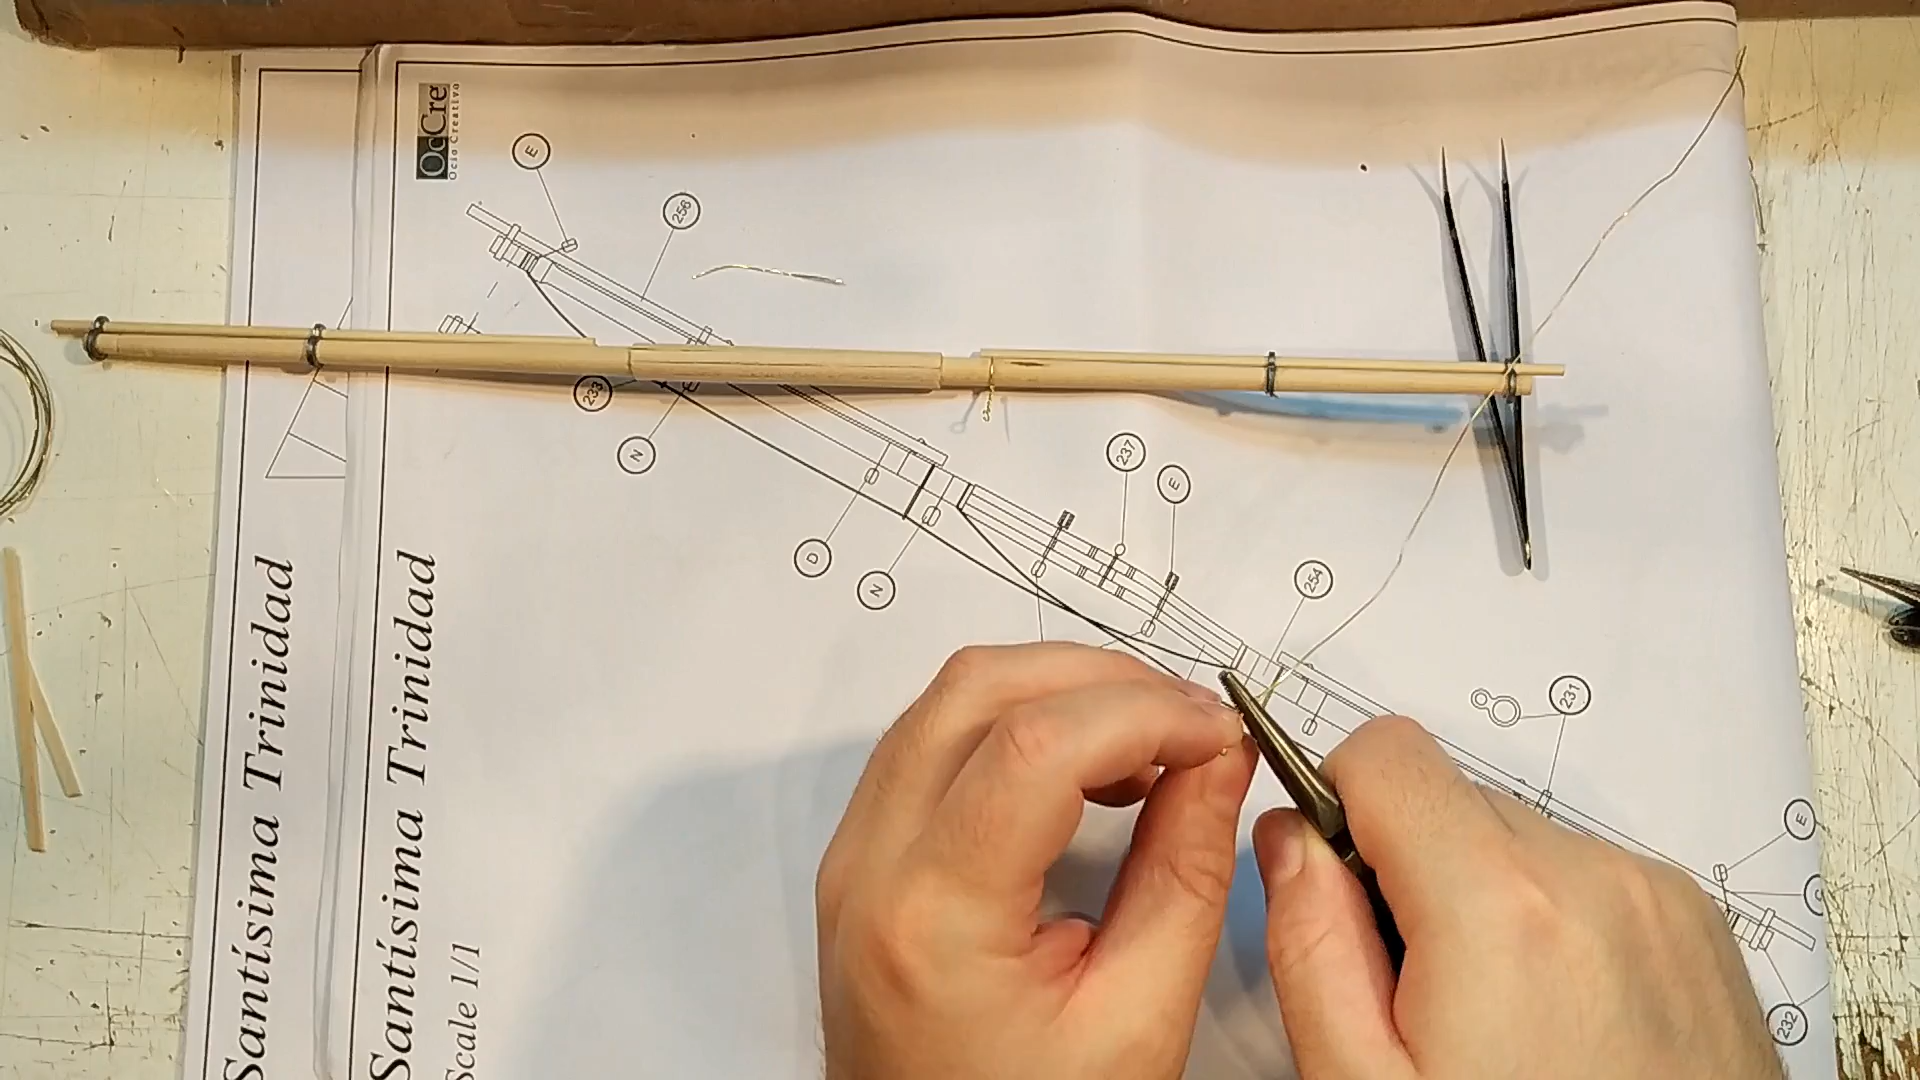 OcCre
Ocio Creativo
Santísima Trinidad
Santísima Trinidad
Scale 1/1
E
256
233
N
D
N
237
E
254
231
E
232